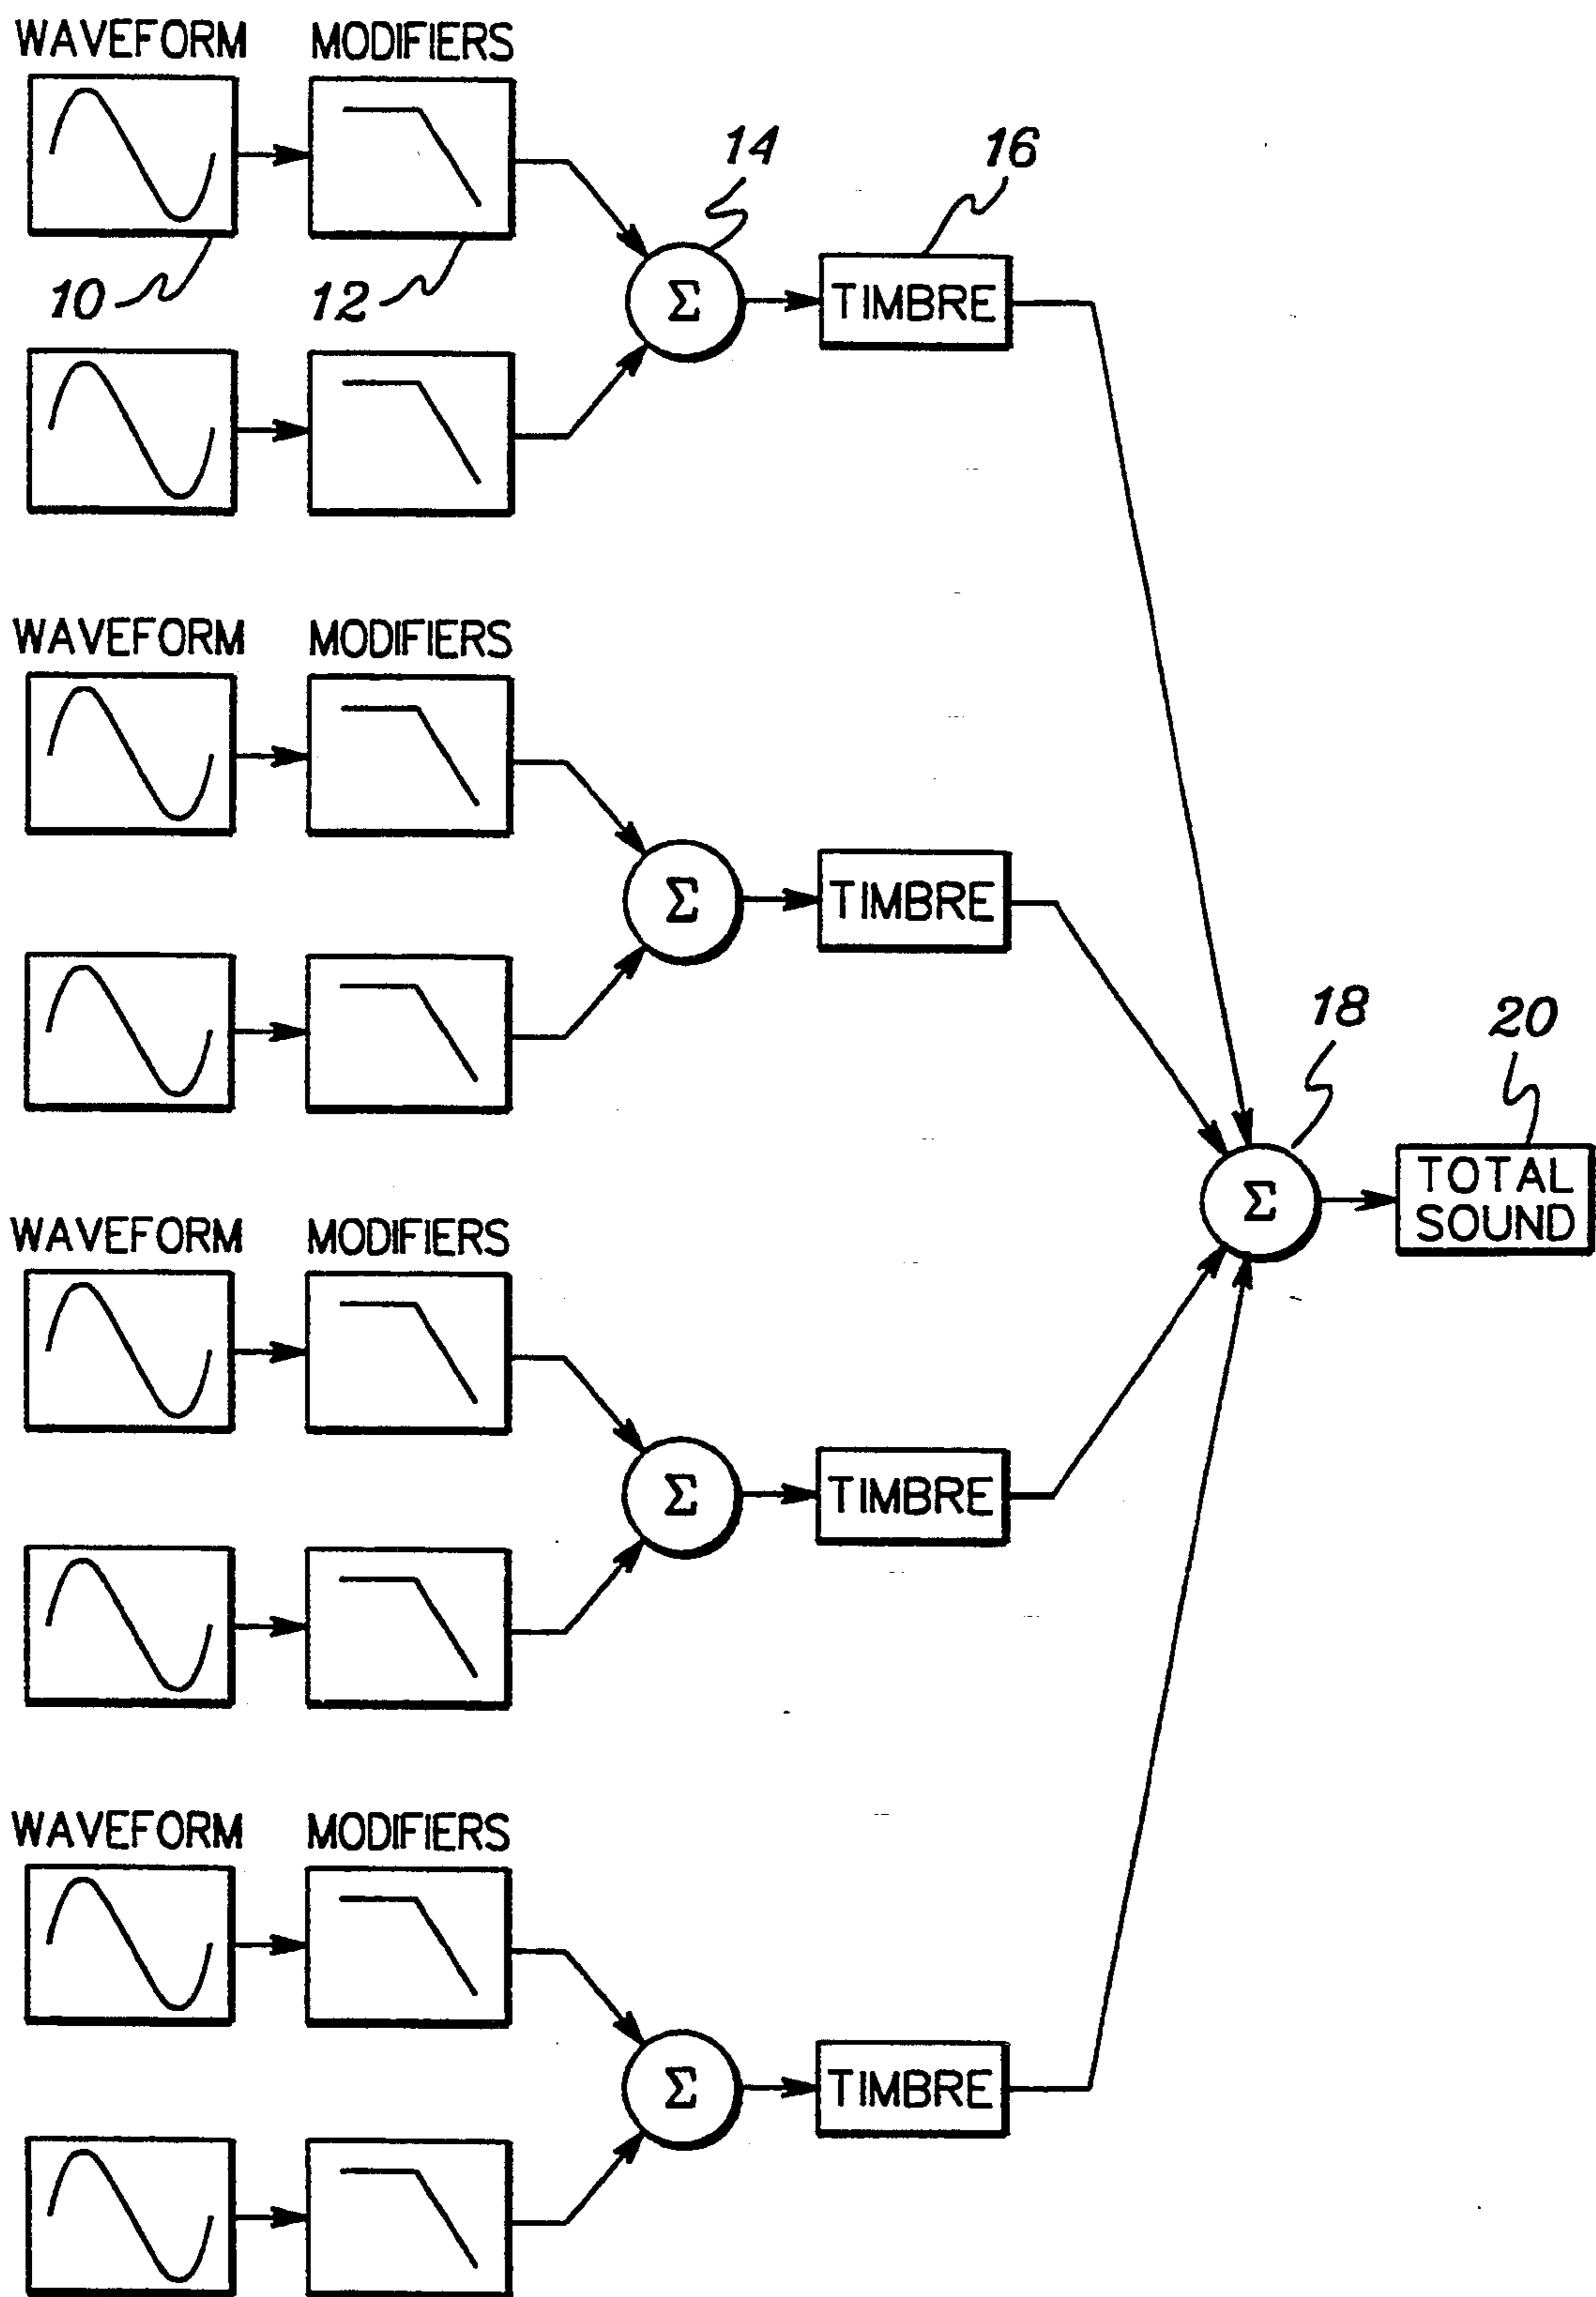 WAVEFORM MODIFIERS
14
16
10
12
Σ
TIMBRE
WAVEFORM MODIFIERS
Σ
TIMBRE
18
20
Σ
TOTAL
SOUND
WAVEFORM MODIFIERS
Σ
TIMBRE
WAVEFORM MODIFIERS
Σ
TIMBRE